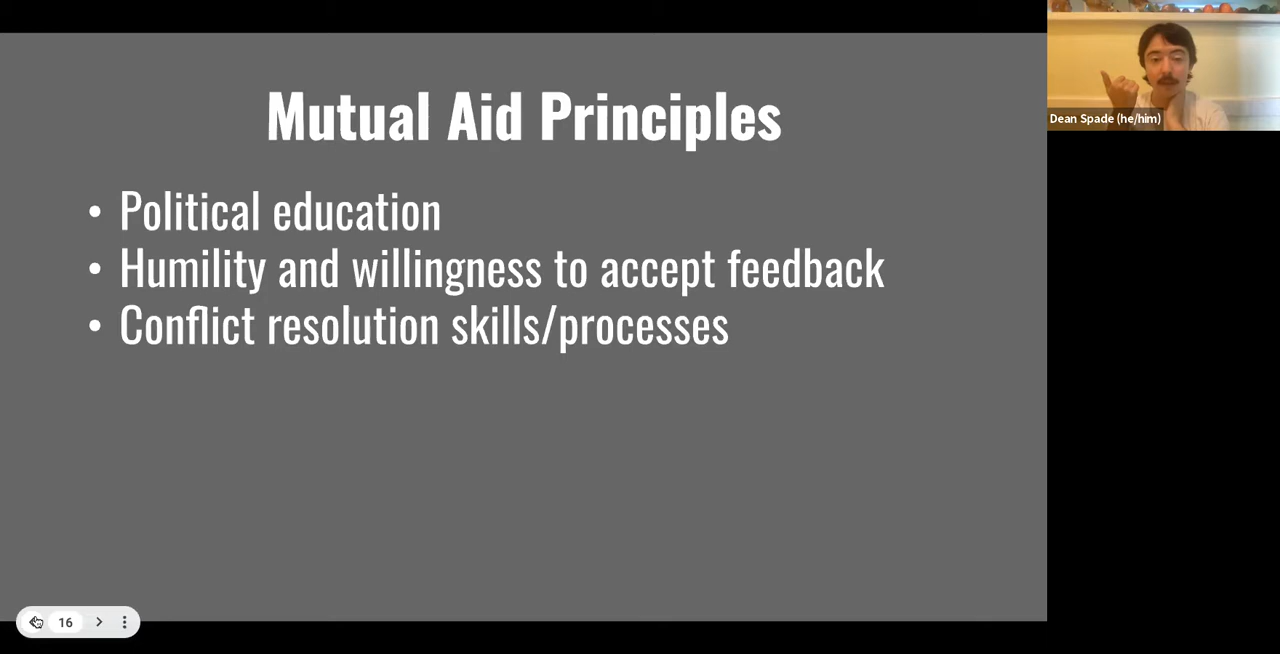 Mutual Aid Principles
• Political education
• Humility and willingness to accept feedback
• Conflict resolution skills/processes
Dean Spade (he/him)
16